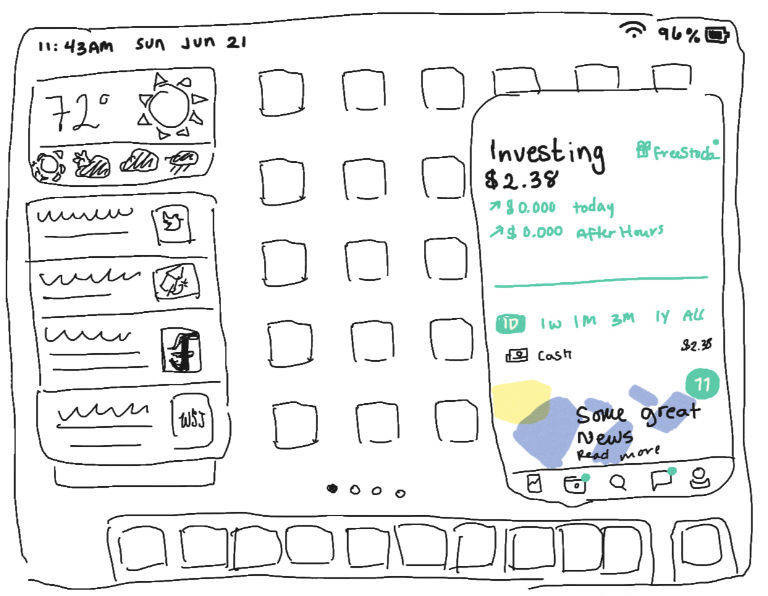 11:43AM Sun Jun 21
96%
72°
Investing
$2.38
FreeStock
↗$0.000 Today
↗$0.000 After Hours
1D 1W 1M 3M 1Y ALL
Cash $2.38
11
Some great
News
Read more
WSJ